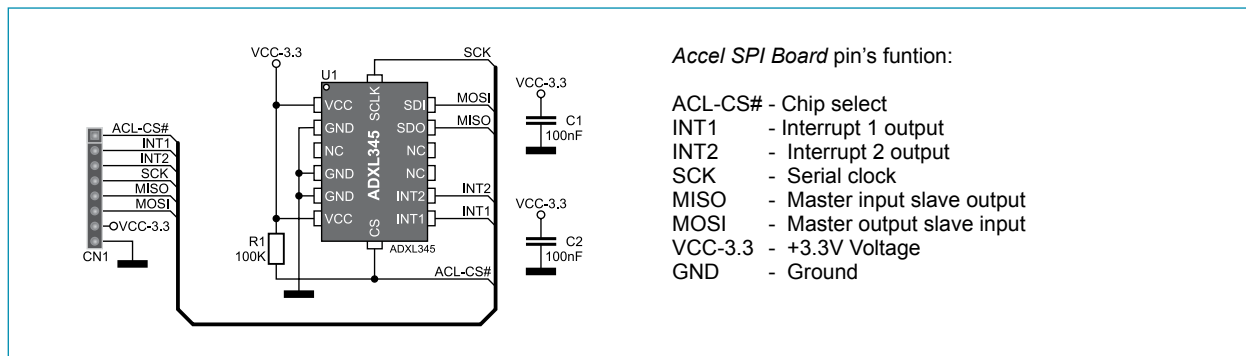 VCC-3.3
SCK
U1
VCC
SCLK
SDI
MOSI
GND
SDO
MISO
NC
NC
GND
NC
GND
INT2
INT2
VCC
CS
INT1
INT1
ADXL345
ADXL345
R1
100K
ACL-CS#
ACL-CS#
INT1
INT2
SCK
MISO
MOSI
VCC-3.3
CN1
VCC-3.3
C1
100nF
VCC-3.3
C2
100nF
Accel SPI Board pin's funtion:
ACL-CS# - Chip select
INT1 - Interrupt 1 output
INT2 - Interrupt 2 output
SCK - Serial clock
MISO - Master input slave output
MOSI - Master output slave input
VCC-3.3 - +3.3V Voltage
GND - Ground